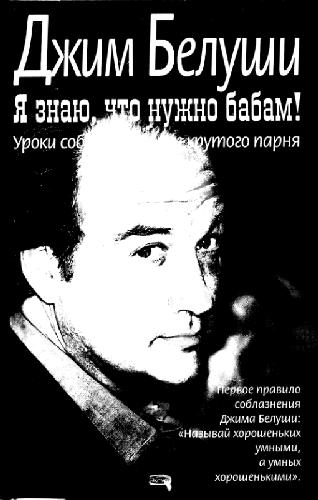 Джим Белуши
Я знаю, что нужно бабам!
Уроки крутого парня
Первое правило
соблазнения
Джима Белуши:
«Называй хорошеньких
умными,
а умных
хорошенькими».